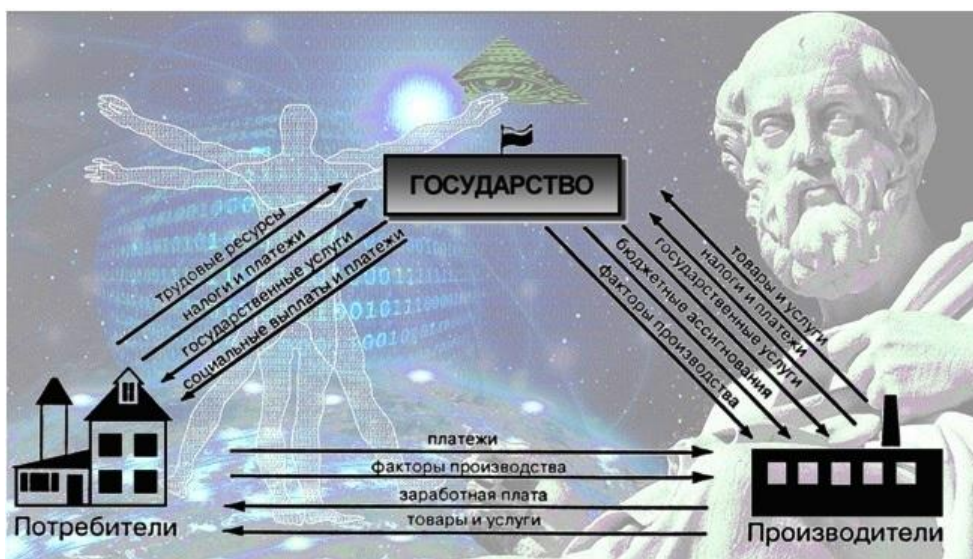 ГОСУДАРСТВО
трудовые ресурсы
налоги и платежи
государственные услуги
социальные выплаты и платежи
товары и услуги
налоги и платежи
государственные услуги
бюджетные ассигнования
факторы производства
платежи
факторы производства
заработная плата
товары и услуги
Потребители
Производители